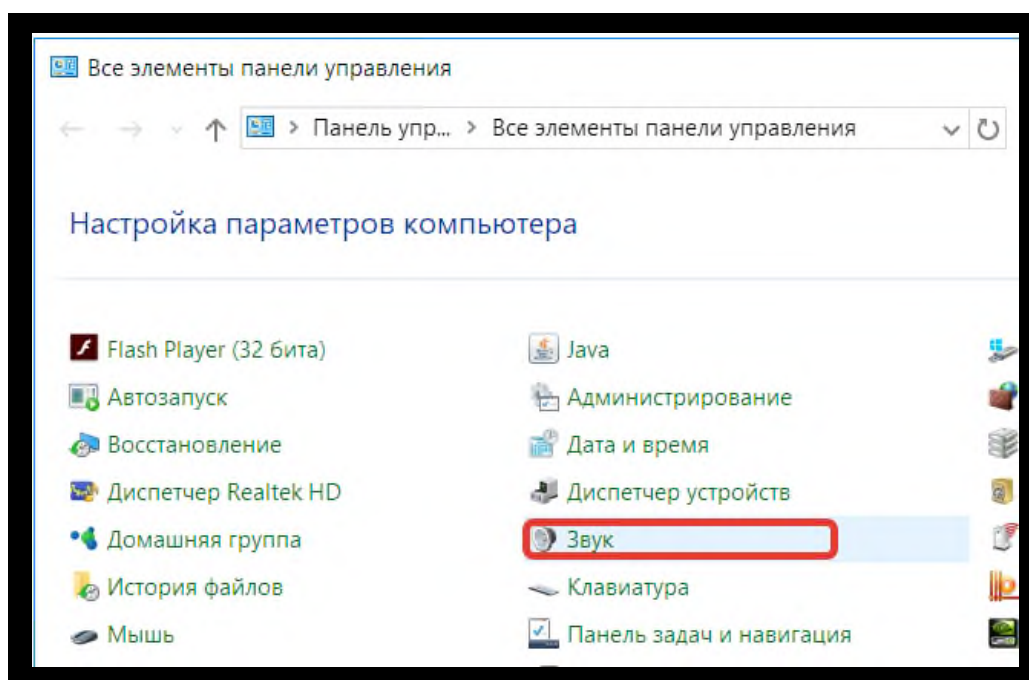 Все элементы панели управления
Панель упр... > Все элементы панели управления
Настройка параметров компьютера
Flash Player (32 бита)
Java
Автозапуск
Администрирование
Восстановление
Дата и время
Диспетчер Realtek HD
Диспетчер устройств
Домашняя группа
Звук
История файлов
Клавиатура
Мышь
Панель задач и навигация